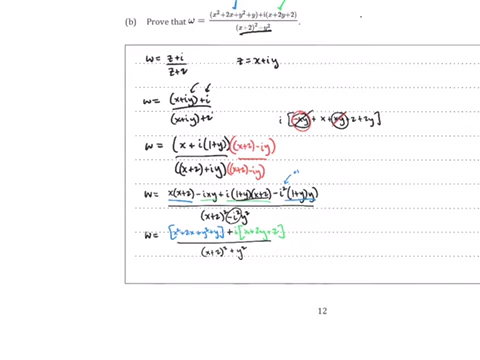 (b) Prove that w = ((x²+2x+y²+y)+i(x+2y+2))/((x−2)²−y²)
w = (z+i)/(z+2)    z = x+iy
w = ((x+iy)+i)/((x+iy)+2)
i [−xy + x + xy + 2 + 2y]
w = (x + i(1+y))((x+2)−iy)/((x+2)+iy)((x+2)−iy)
w = (x(x+2) − ixy + i(1+y)(x+2) − i²(1+y)y)/((x+2)² − i²y²)
w = ([x²+2x+y²+y] + i[x+2y+2])/((x+2)² + y²)
12